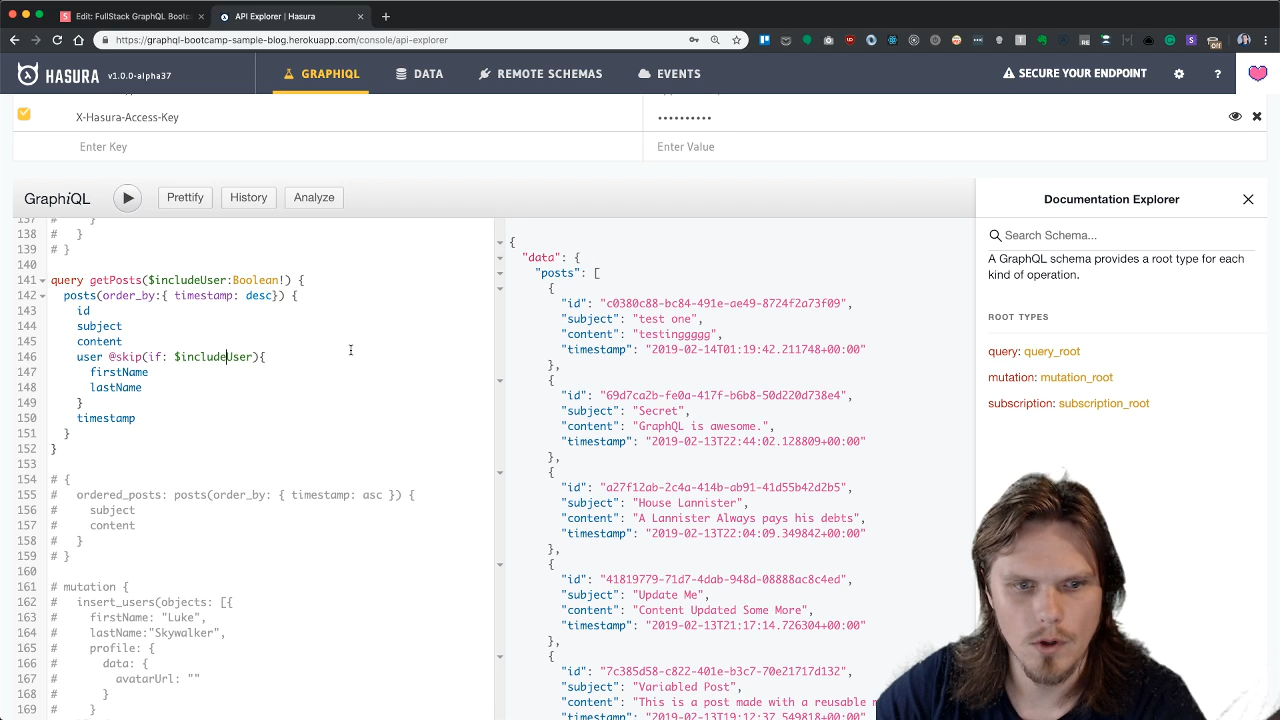 Edit: FullStack GraphQL Bootc
API Explorer | Hasura
https://graphql-bootcamp-sample-blog.herokuapp.com/console/api-explorer
HASURA v1.0.0-alpha37
GRAPHIQL
DATA
REMOTE SCHEMAS
EVENTS
SECURE YOUR ENDPOINT
?
X-Hasura-Access-Key
••••••••••
Enter Key
Enter Value
GraphiQL
Prettify
History
Analyze
137 #     }
138 #   }
139 # }
140
141 query getPosts($includeUser:Boolean!) {
142   posts(order_by:{ timestamp: desc}) {
143     id
144     subject
145     content
146     user @skip(if: $includeUser){
147       firstName
148       lastName
149     }
150     timestamp
151   }
152 }
153
154 # {
155 #   ordered_posts: posts(order_by: { timestamp: asc }) {
156 #     subject
157 #     content
158 #   }
159 # }
160
161 # mutation {
162 #   insert_users(objects: [{
163 #     firstName: "Luke",
164 #     lastName:"Skywalker",
165 #     profile: {
166 #       data: {
167 #         avatarUrl: ""
168 #       }
169 #     }
{
"data": {
"posts": [
{
"id": "c0380c88-bc84-491e-ae49-8724f2a73f09",
"subject": "test one",
"content": "testinggggg",
"timestamp": "2019-02-14T01:19:42.211748+00:00"
},
{
"id": "69d7ca2b-fe0a-417f-b6b8-50d220d738e4",
"subject": "Secret",
"content": "GraphQL is awesome.",
"timestamp": "2019-02-13T22:44:02.128809+00:00"
},
{
"id": "a27f12ab-2c4a-414b-ab91-41d55b42d2b5",
"subject": "House Lannister",
"content": "A Lannister Always pays his debts",
"timestamp": "2019-02-13T22:04:09.349842+00:00"
},
{
"id": "41819779-71d7-4dab-948d-08888ac8c4ed",
"subject": "Update Me",
"content": "Content Updated Some More",
"timestamp": "2019-02-13T21:17:14.726304+00:00"
},
{
"id": "7c385d58-c822-401e-b3c7-70e21717d132",
"subject": "Variabled Post",
"content": "This is a post made with a reusable
"timestamp": "2019-02-13T19:12:37.549818+00:00"
Documentation Explorer
Search Schema...
A GraphQL schema provides a root type for each
kind of operation.
ROOT TYPES
query: query_root
mutation: mutation_root
subscription: subscription_root